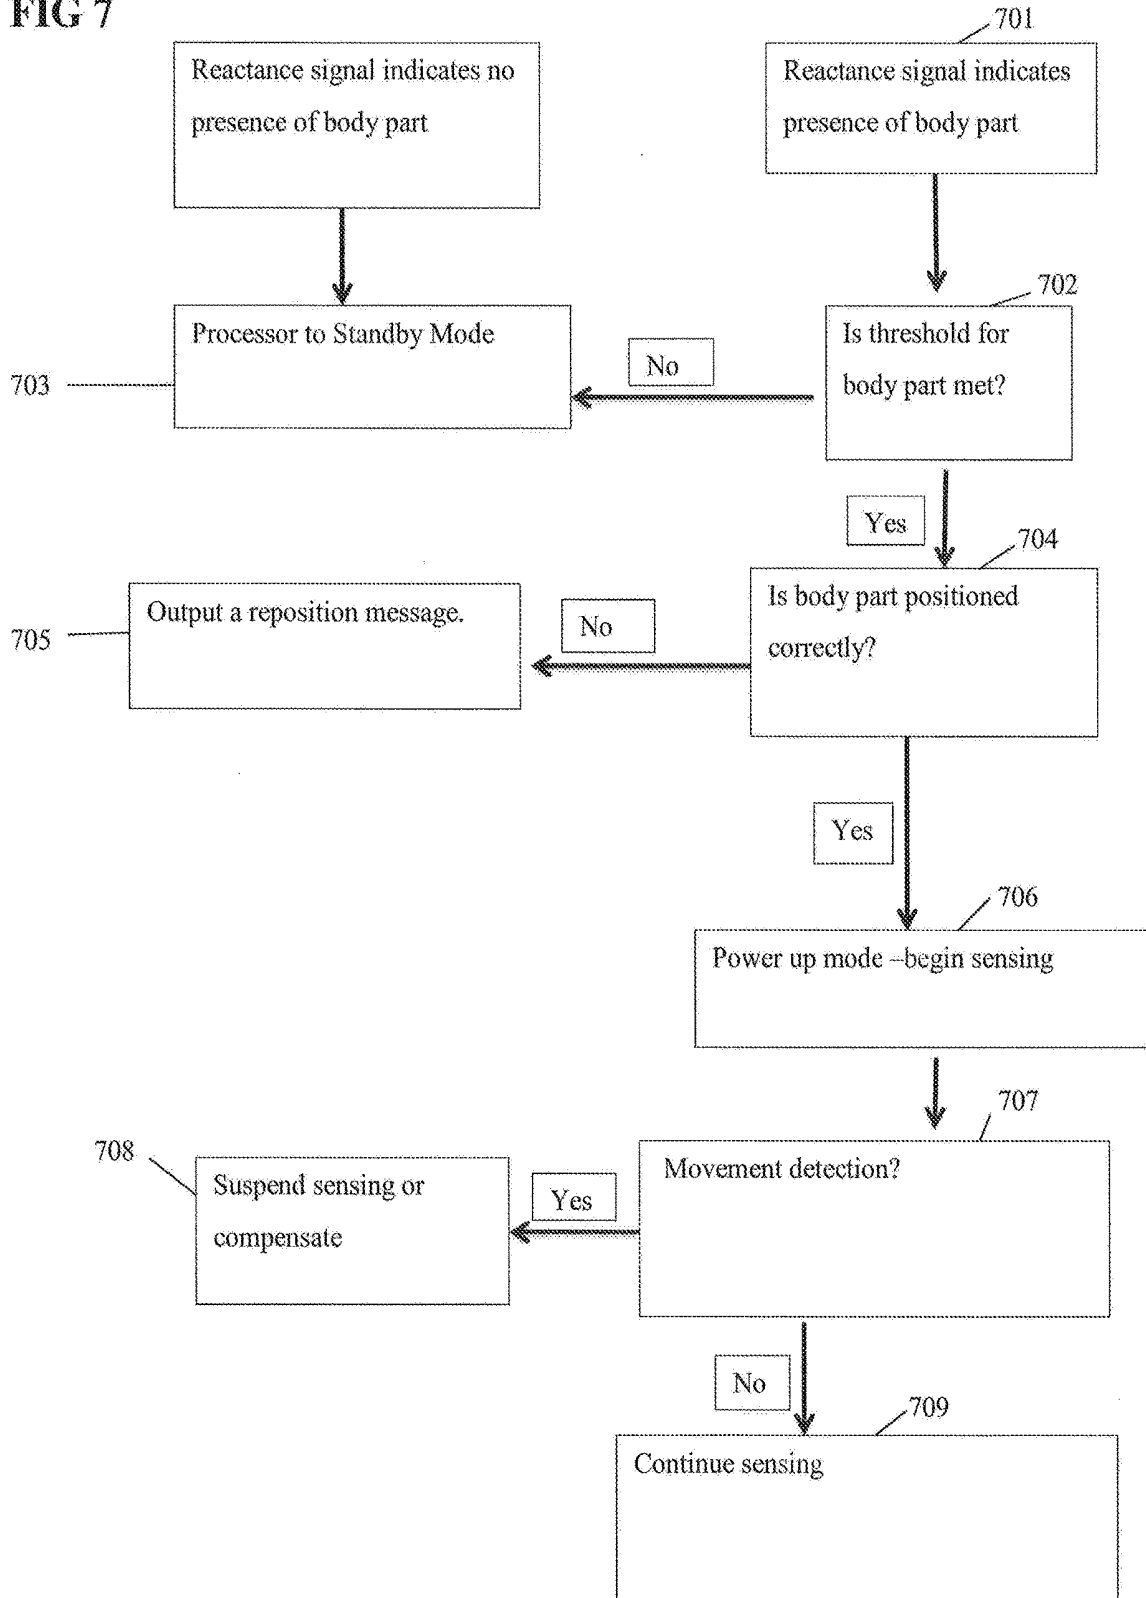 FIG 7
701
Reactance signal indicates no
presence of body part
Reactance signal indicates
presence of body part
702
Processor to Standby Mode
703
No
Is threshold for
body part met?
Yes
704
Output a reposition message.
705
No
Is body part positioned
correctly?
Yes
706
Power up mode –begin sensing
707
708
Suspend sensing or
compensate
Yes
Movement detection?
No
709
Continue sensing